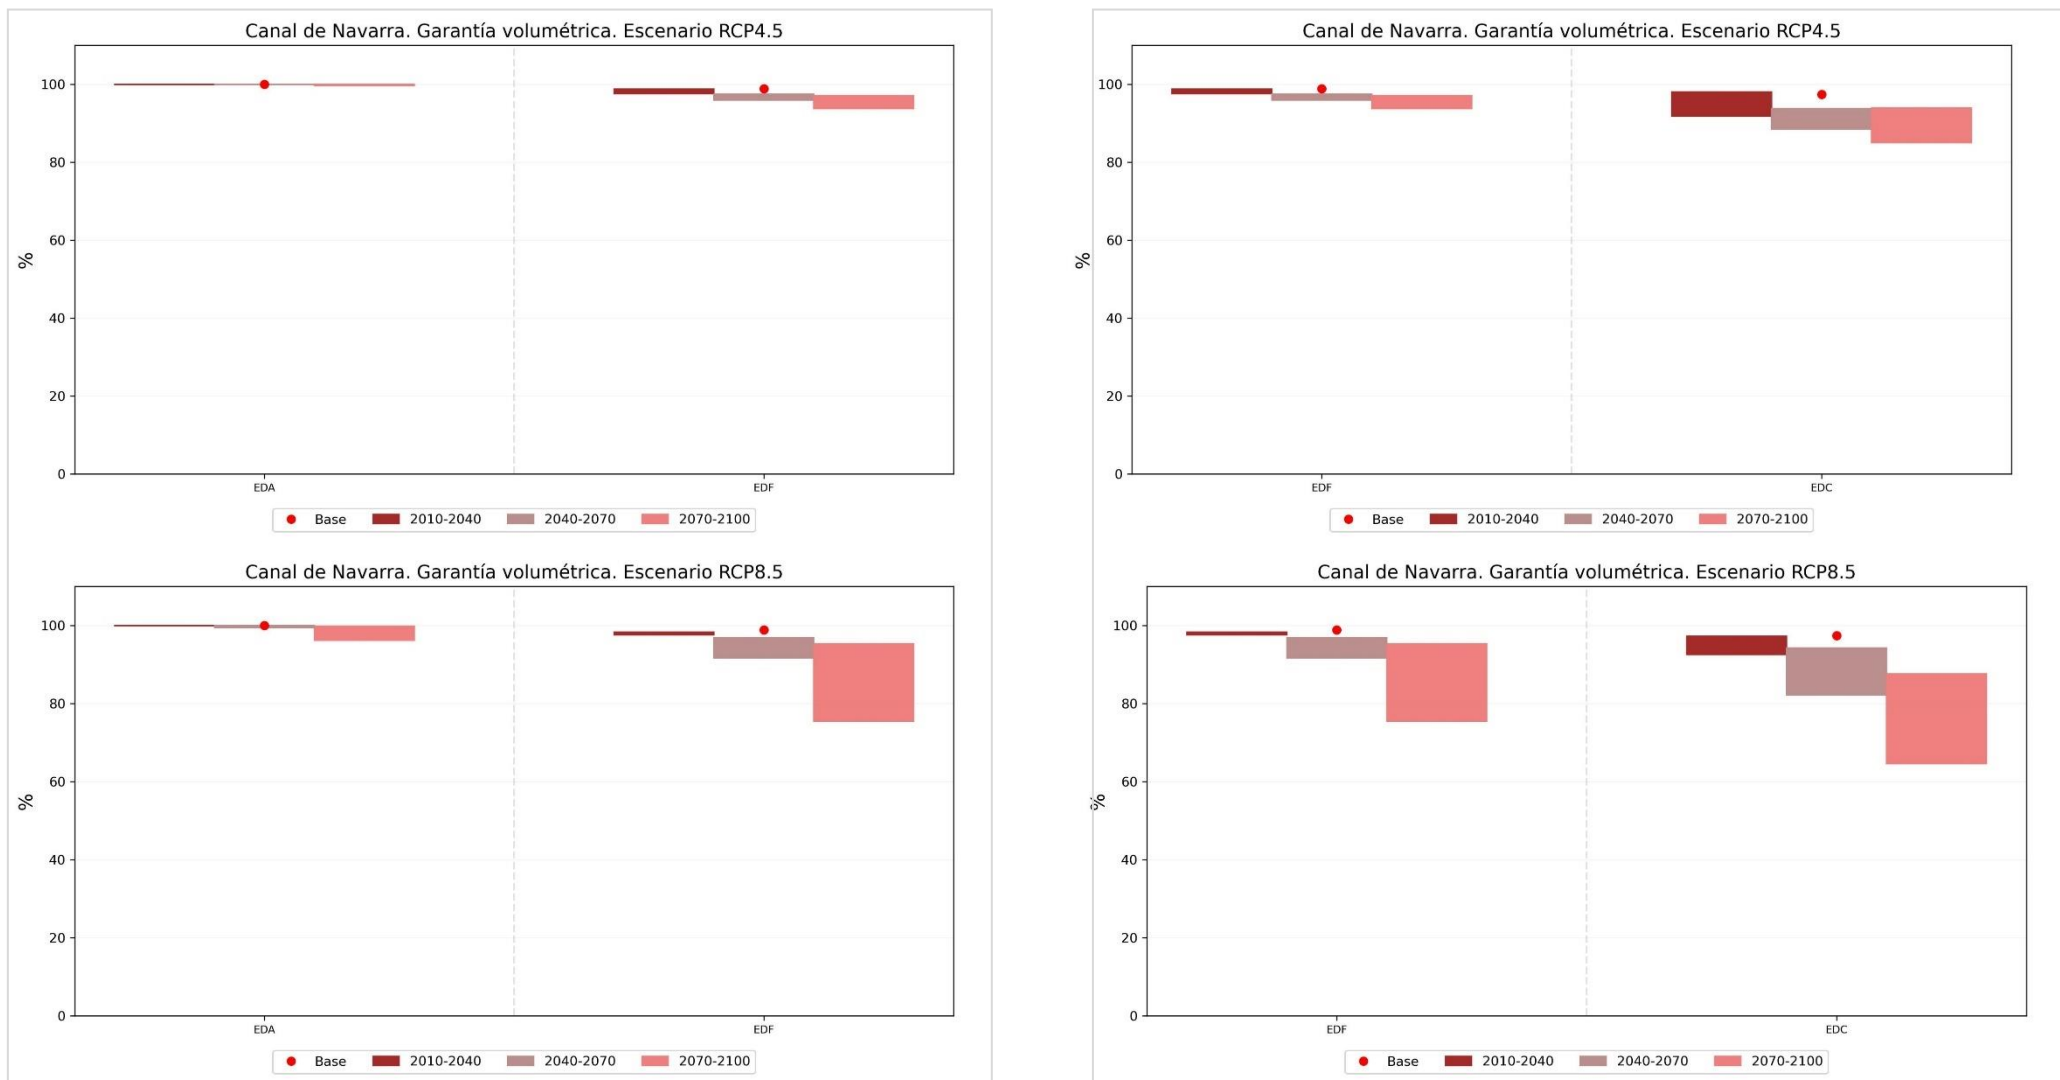 Canal de Navarra. Garantía volumétrica. Escenario RCP4.5
100
80
60
40
20
0
%
EDA EDF
Base 2010-2040 2040-2070 2070-2100
Canal de Navarra. Garantía volumétrica. Escenario RCP4.5
100
80
60
40
20
0
%
EDF EDC
Base 2010-2040 2040-2070 2070-2100
Canal de Navarra. Garantía volumétrica. Escenario RCP8.5
100
80
60
40
20
0
%
EDA EDF
Base 2010-2040 2040-2070 2070-2100
Canal de Navarra. Garantía volumétrica. Escenario RCP8.5
100
80
60
40
20
0
%
EDF EDC
Base 2010-2040 2040-2070 2070-2100